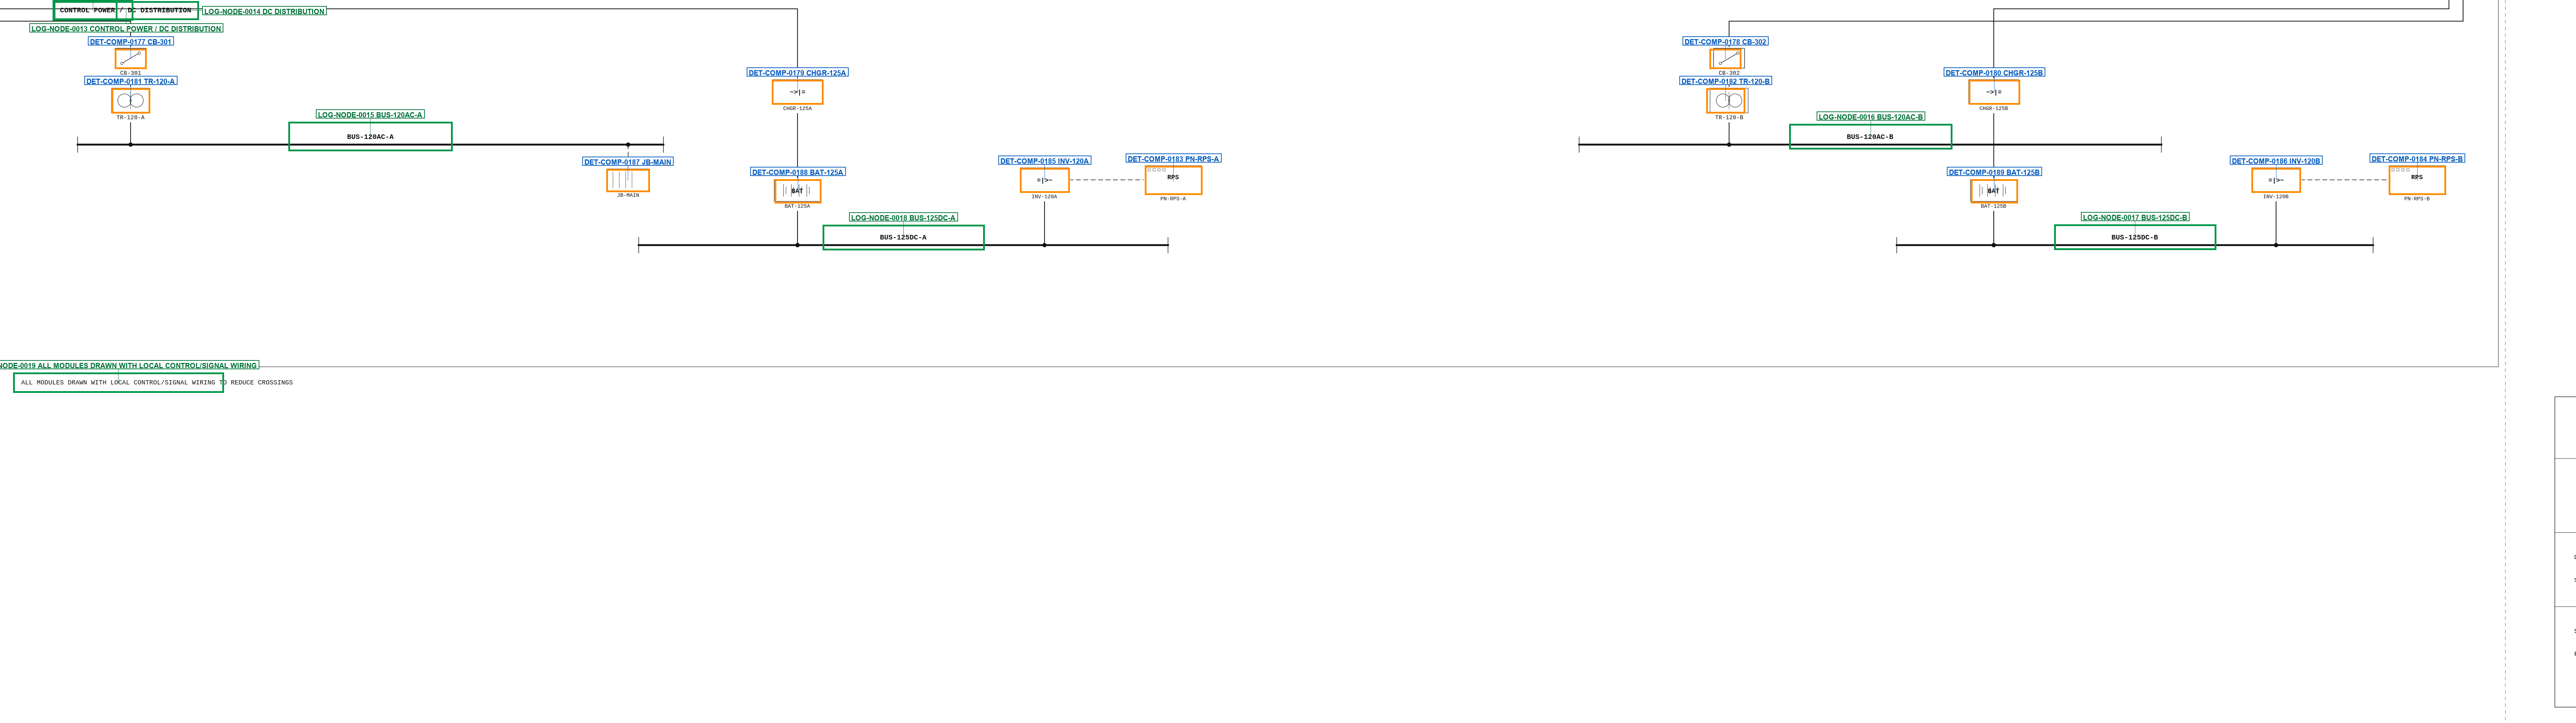 CONTROL POWER / DC DISTRIBUTION
LOG-NODE-0014 DC DISTRIBUTION
LOG-NODE-0013 CONTROL POWER / DC DISTRIBUTION
DET-COMP-0177 CB-301
CB-301
DET-COMP-0181 TR-120-A
TR-120-A
LOG-NODE-0015 BUS-120AC-A
BUS-120AC-A
DET-COMP-0187 JB-MAIN
JB-MAIN
DET-COMP-0179 CHGR-125A
~>|=
CHGR-125A
DET-COMP-0188 BAT-125A
BAT
BAT-125A
LOG-NODE-0018 BUS-125DC-A
BUS-125DC-A
DET-COMP-0185 INV-120A
=|>~
INV-120A
DET-COMP-0183 PN-RPS-A
RPS
PN-RPS-A
DET-COMP-0178 CB-302
CB-302
DET-COMP-0182 TR-120-B
TR-120-B
LOG-NODE-0016 BUS-120AC-B
BUS-120AC-B
DET-COMP-0180 CHGR-125B
~>|=
CHGR-125B
DET-COMP-0189 BAT-125B
BAT
BAT-125B
LOG-NODE-0017 BUS-125DC-B
BUS-125DC-B
DET-COMP-0186 INV-120B
=|>~
INV-120B
DET-COMP-0184 PN-RPS-B
RPS
PN-RPS-B
NODE-0019 ALL MODULES DRAWN WITH LOCAL CONTROL/SIGNAL WIRING
ALL MODULES DRAWN WITH LOCAL CONTROL/SIGNAL WIRING TO REDUCE CROSSINGS